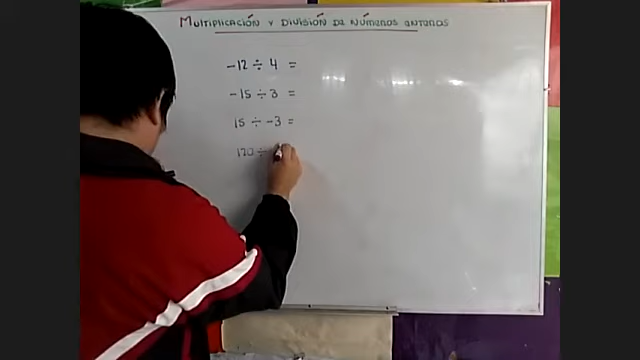 Multiplicación y División de Números enteros
-12 ÷ 4 =
-15 ÷ 3 =
15 ÷ -3 =
120 ÷